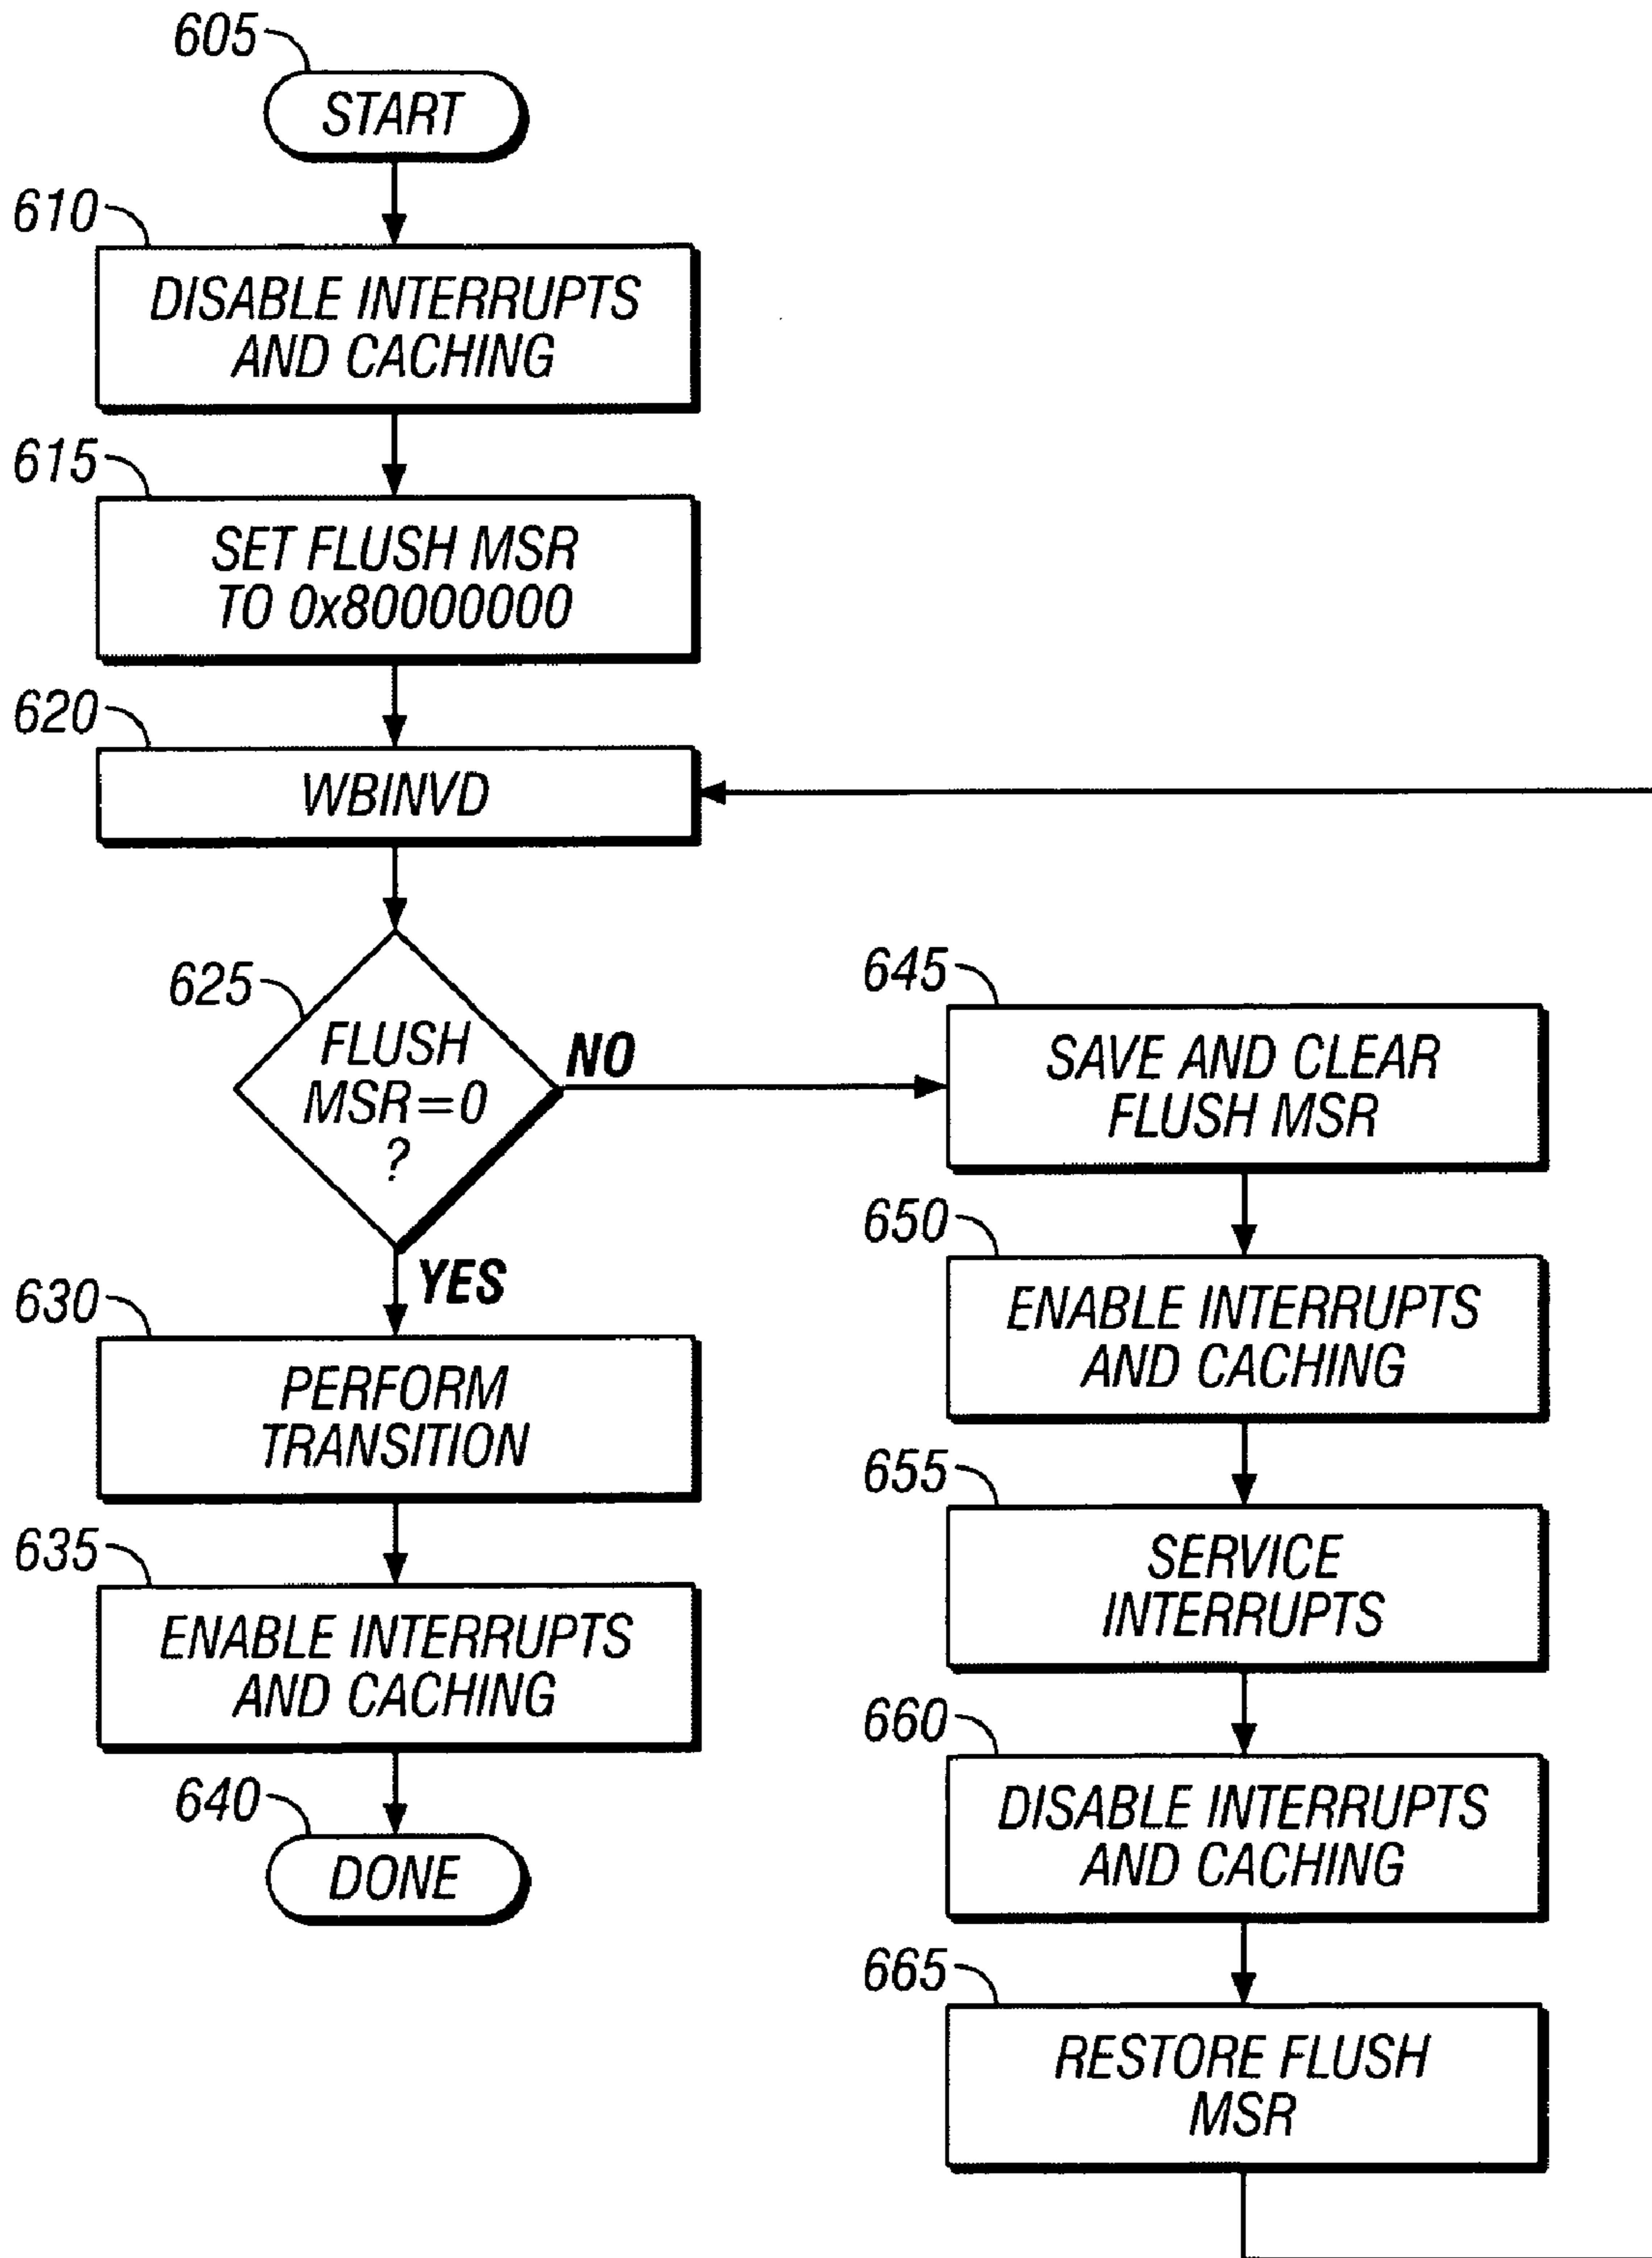 605
START
610
DISABLE INTERRUPTS
AND CACHING
615
SET FLUSH MSR
TO 0x80000000
620
WBINVD
625
FLUSH
MSR=0
?
NO
YES
630
PERFORM
TRANSITION
635
ENABLE INTERRUPTS
AND CACHING
640
DONE
645
SAVE AND CLEAR
FLUSH MSR
650
ENABLE INTERRUPTS
AND CACHING
655
SERVICE
INTERRUPTS
660
DISABLE INTERRUPTS
AND CACHING
665
RESTORE FLUSH
MSR